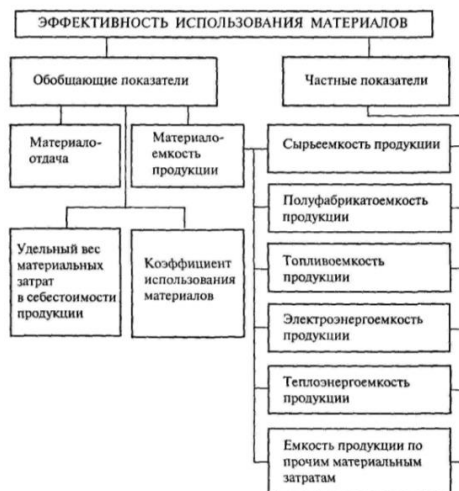 ЭФФЕКТИВНОСТЬ ИСПОЛЬЗОВАНИЯ МАТЕРИАЛОВ
Обобщающие показатели
Частные показатели
Материало-
отдача
Материало-
емкость
продукции
Сырьеемкость продукции
Полуфабрикатоемкость
продукции
Удельный вес
материальных
затрат
в себестоимости
продукции
Коэффициент
использования
материалов
Топливоемкость
продукции
Электроэнергоемкость
продукции
Теплоэнергоемкость
продукции
Емкость продукции по
прочим материальным
затратам